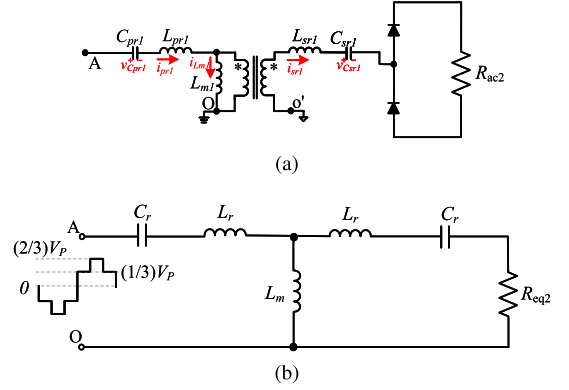 C_pr1 L_pr1 L_sr1 C_sr1
A
v_Cpr1 i_pr1 i_Lm1 i_sr1 v_Csr1
+ - + -
* *
L_m1
R_ac2
O o'
(a)
A C_r L_r L_r C_r
(2/3)V_P
(1/3)V_P
0
L_m R_eq2
O
(b)